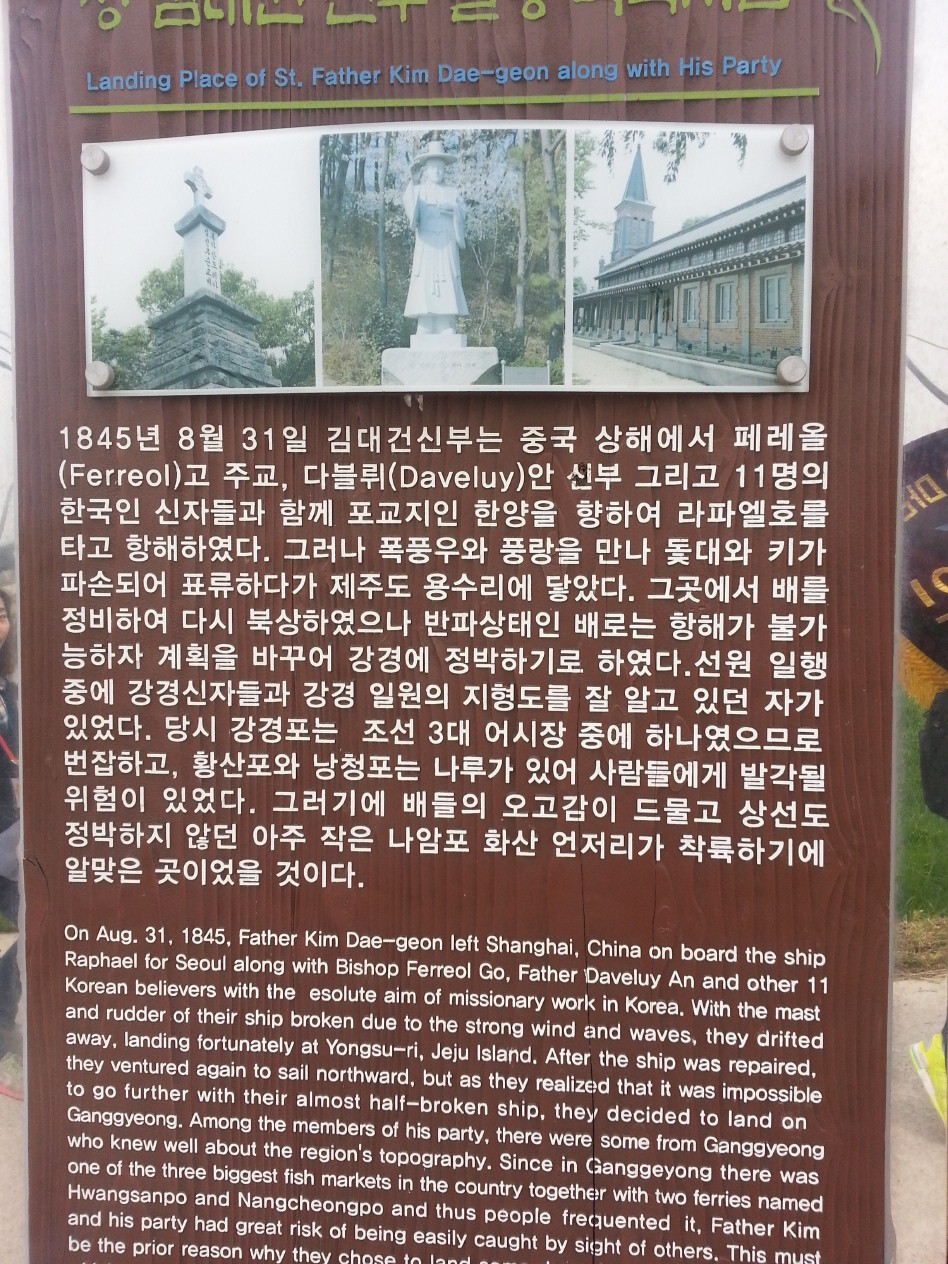 Landing Place of St. Father Kim Dae-geon along with His Party
1845년 8월 31일 김대건신부는 중국 상해에서 페레올
(Ferreol)고 주교, 다블뤼(Daveluy)안 신부 그리고 11명의
한국인 신자들과 함께 포교지인 한양을 향하여 라파엘호를
타고 항해하였다. 그러나 폭풍우와 풍랑을 만나 돛대와 키가
파손되어 표류하다가 제주도 용수리에 닿았다. 그곳에서 배를
정비하여 다시 북상하였으나 반파상태인 배로는 항해가 불가
능하자 계획을 바꾸어 강경에 정박하기로 하였다.선원 일행
중에 강경신자들과 강경 일원의 지형도를 잘 알고 있던 자가
있었다. 당시 강경포는 조선 3대 어시장 중에 하나였으므로
번잡하고, 황산포와 낭청포는 나루가 있어 사람들에게 발각될
위험이 있었다. 그러기에 배들의 오고감이 드물고 상선도
정박하지 않던 아주 작은 나암포 화산 언저리가 착륙하기에
알맞은 곳이었을 것이다.
On Aug. 31, 1845, Father Kim Dae-geon left Shanghai, China on board the ship
Raphael for Seoul along with Bishop Ferreol Go, Father Daveluy An and other 11
Korean believers with the esolute aim of missionary work in Korea. With the mast
and rudder of their ship broken due to the strong wind and waves, they drifted
away, landing fortunately at Yongsu-ri, Jeju Island. After the ship was repaired,
they ventured again to sail northward, but as they realized that it was impossible
to go further with their almost half-broken ship, they decided to land on
Ganggyeong. Among the members of his party, there were some from Ganggyeong
who knew well about the region's topography. Since in Ganggeyong there was
one of the three biggest fish markets in the country together with two ferries named
Hwangsanpo and Nangcheongpo and thus people frequented it, Father Kim
and his party had great risk of being easily caught by sight of others. This must
be the prior reason why they chose to land